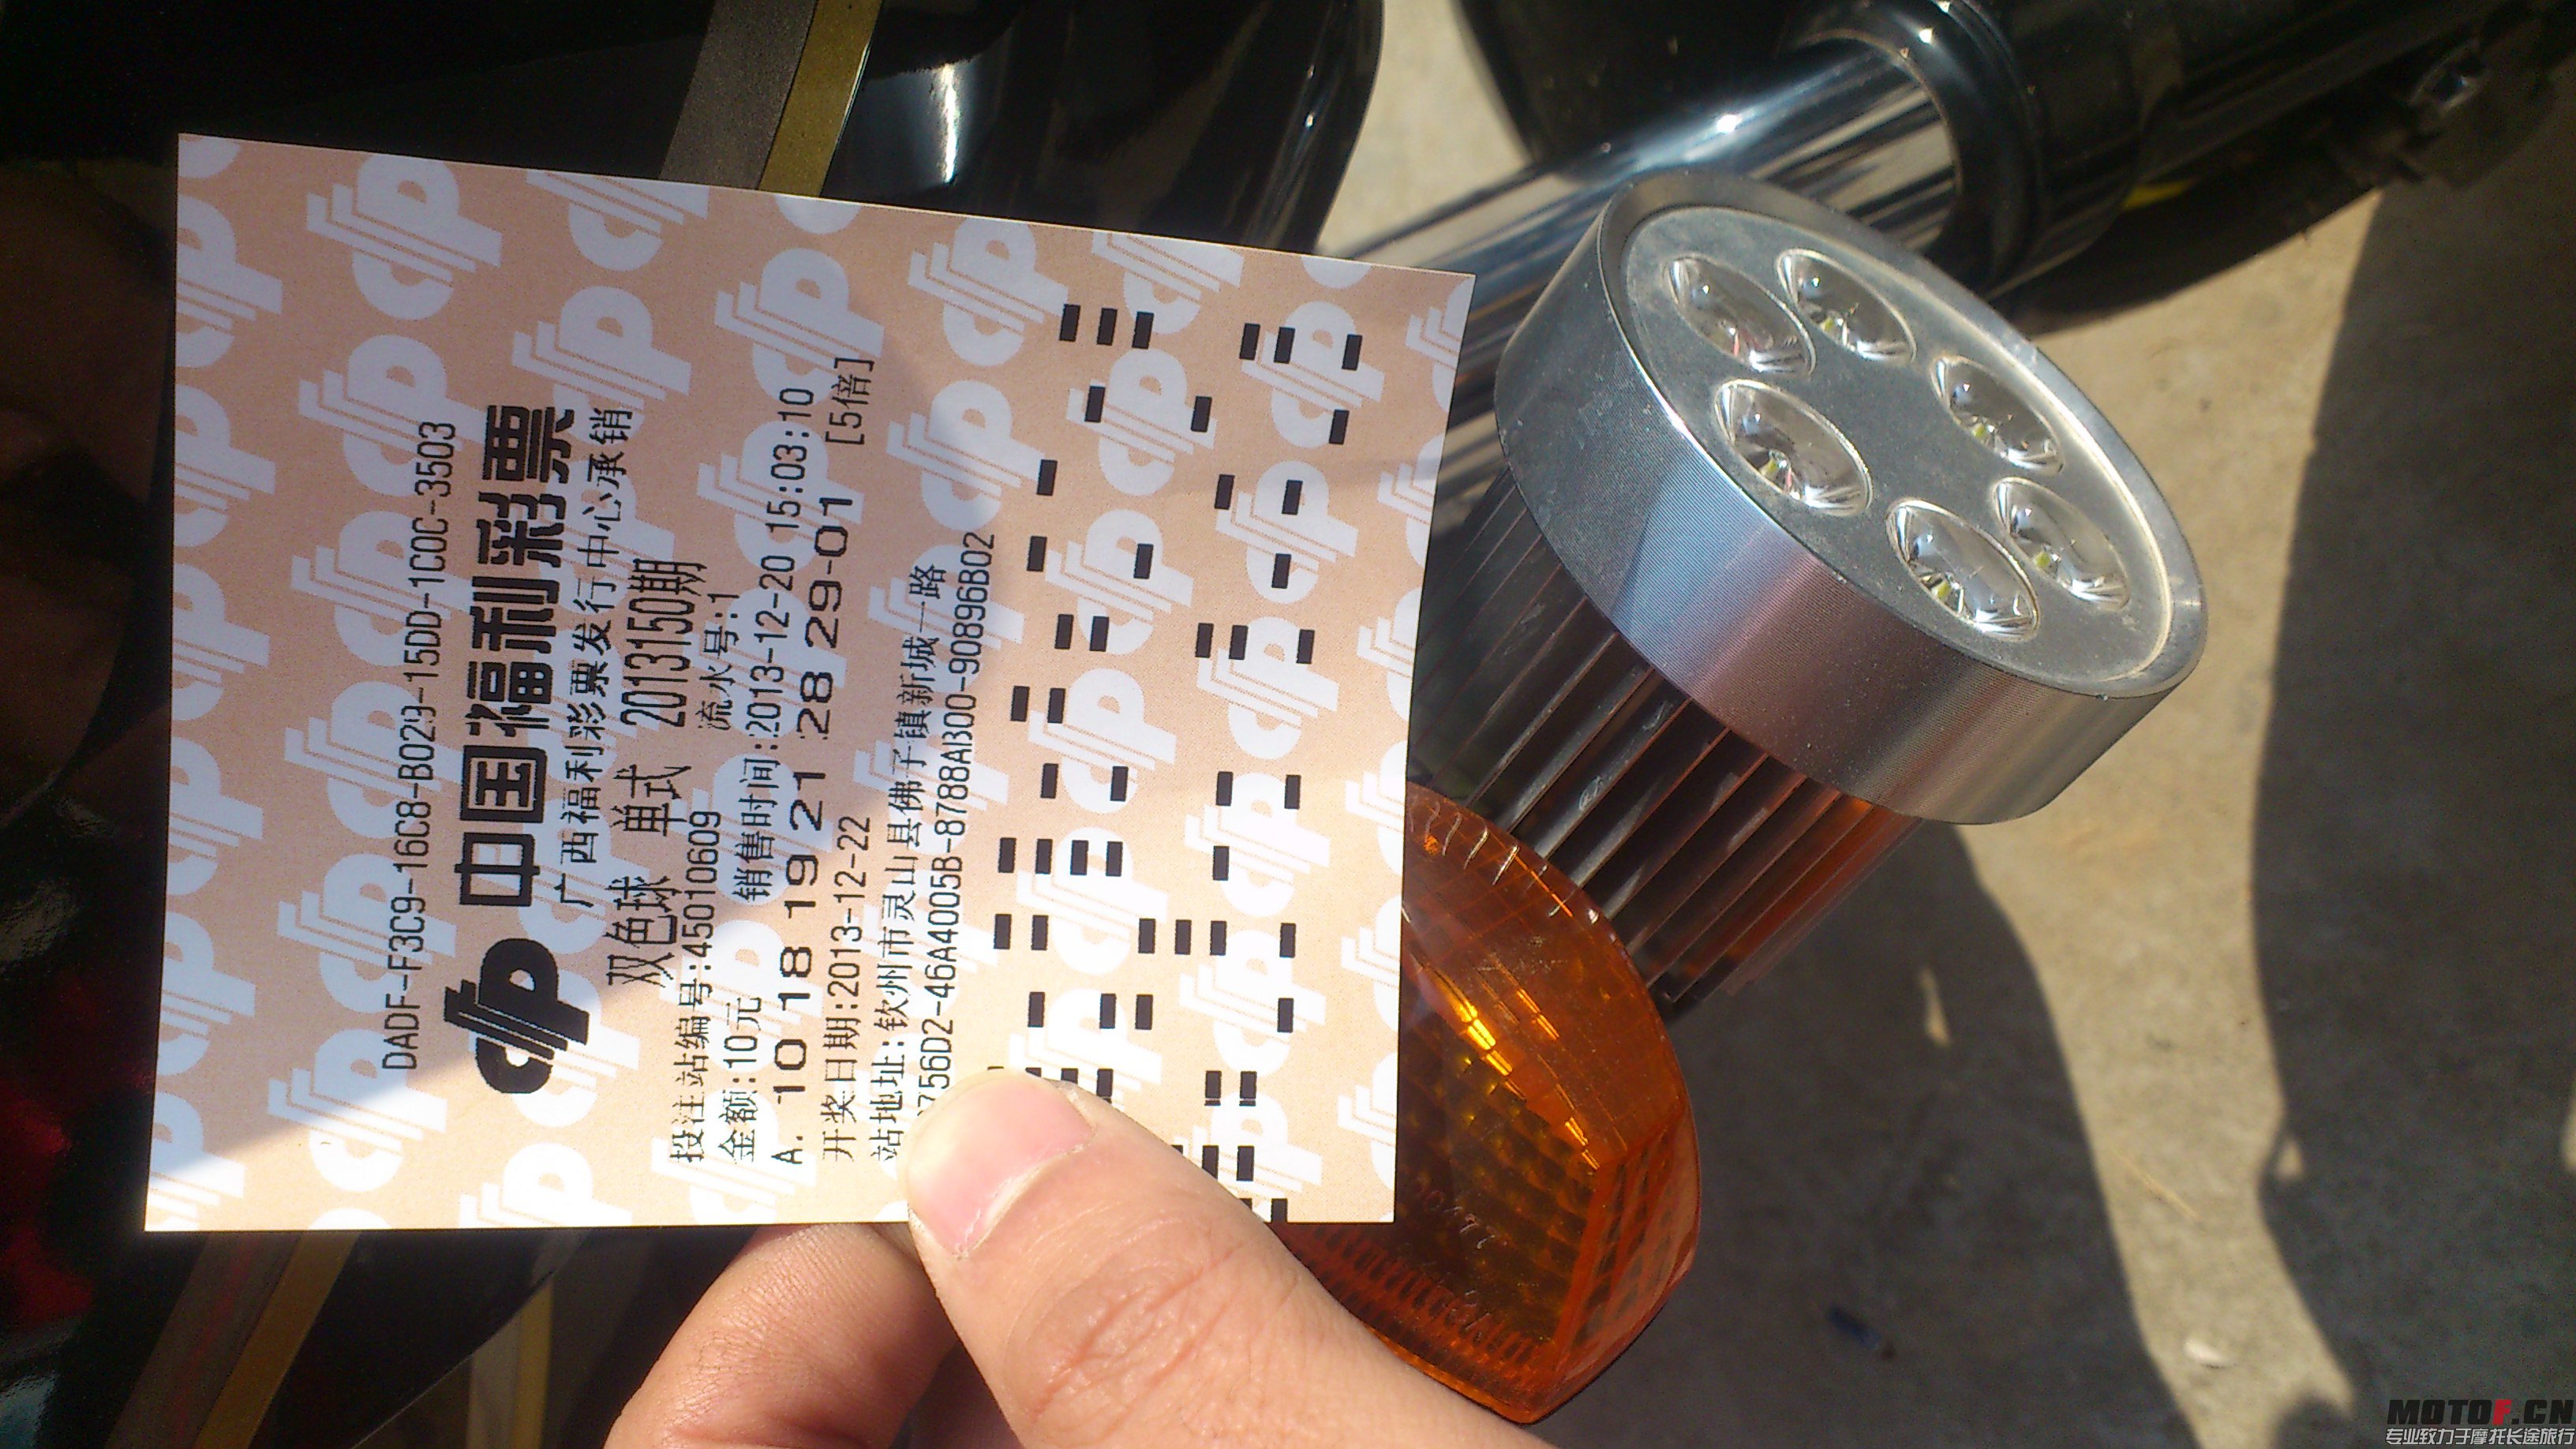 DADF-F3C9-16C8-B029-15DD-1C0C-3503
中国福利彩票
广西福利彩票发行中心承销
双色球 单式 2013150期
投注站编号:45010609 流水号:1
金额:10元 销售时间:2013-12-20 15:03:10
A. 10 18 19 21 28 29-01 [5倍]
开奖日期:2013-12-22
站地址:钦州市灵山县佛子镇新城一路
756D2-46A4005B-8788AB00-90896B02
MOTOF.CN
专业致力于摩托长途旅行